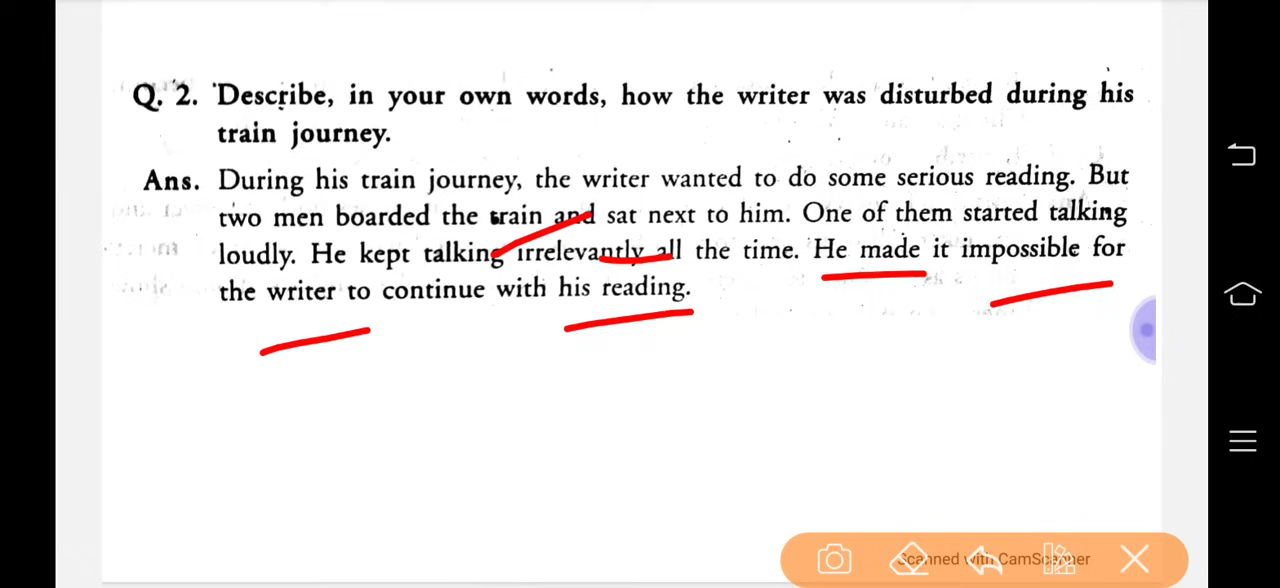 Q. 2. Describe, in your own words, how the writer was disturbed during his
train journey.
Ans. During his train journey, the writer wanted to do some serious reading. But
two men boarded the train and sat next to him. One of them started talking
loudly. He kept talking irrelevantly all the time. He made it impossible for
the writer to continue with his reading.
Scanned with CamScanner